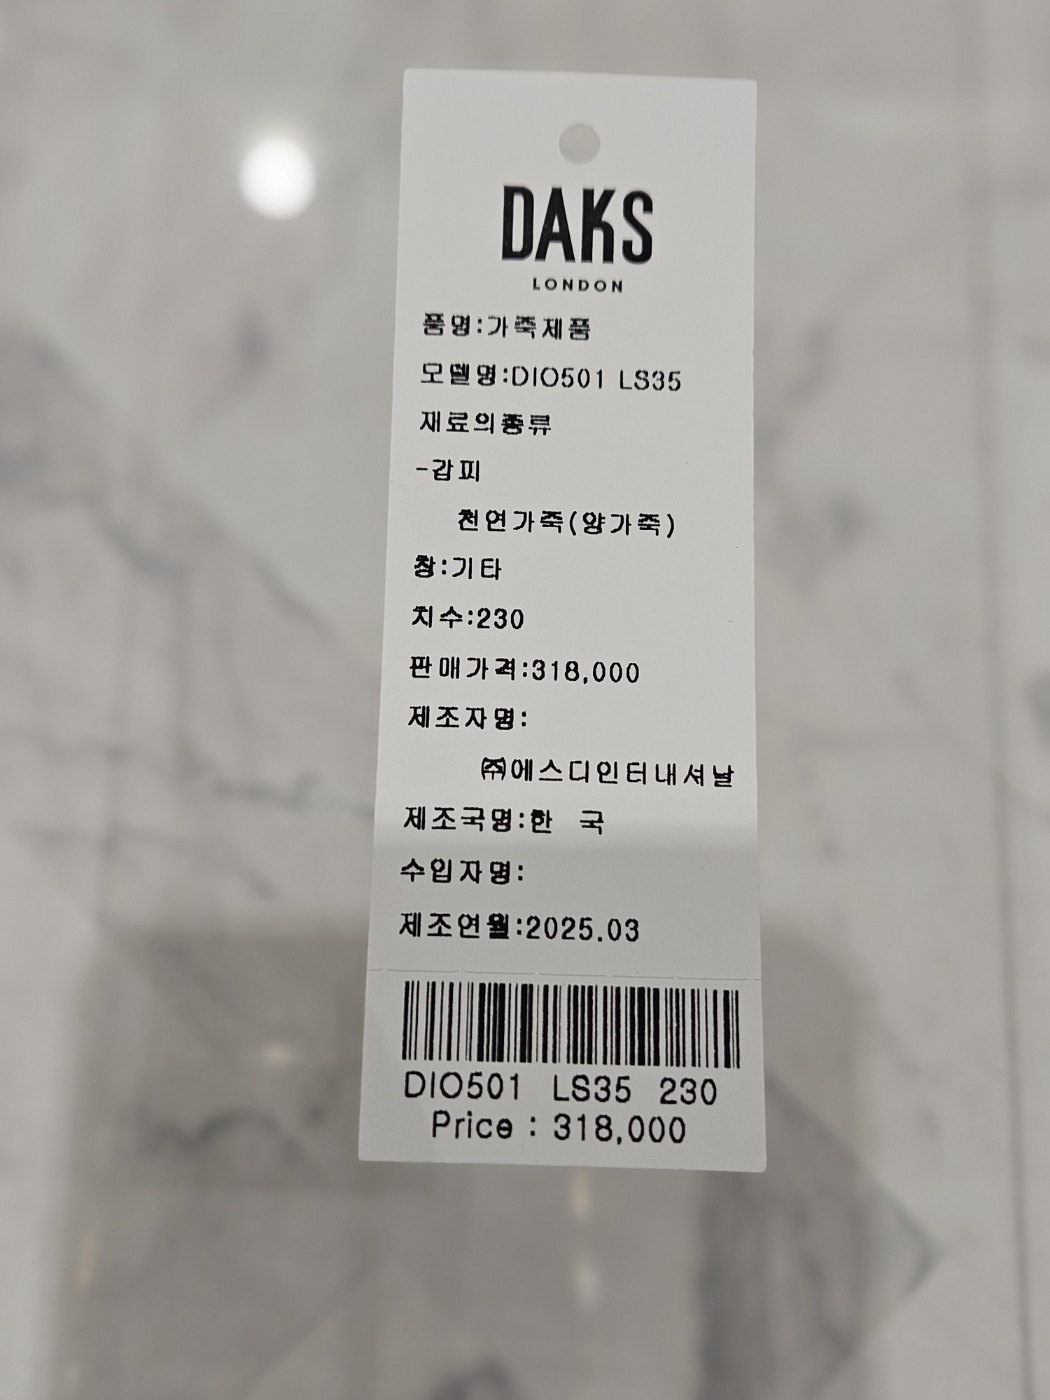 DAKS
LONDON
품명:가죽제품
모델명:DIO501 LS35
재료의종류
-갑피
천연가죽(양가죽)
창:기타
치수:230
판매가격:318,000
제조자명:
㈜에스디인터내셔날
제조국명:한 국
수입자명:
제조연월:2025.03
DIO501 LS35 230
Price : 318,000